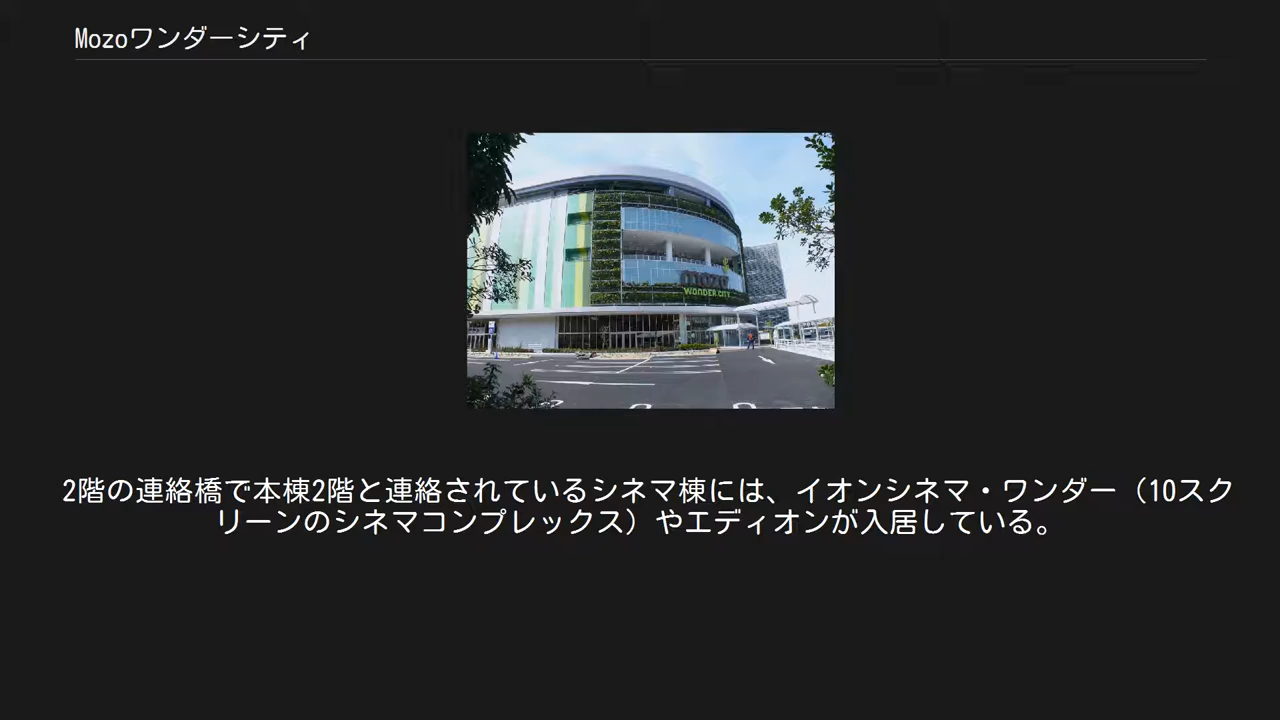 Mozoワンダーシティ
mozo
WONDER CITY
2階の連絡橋で本棟2階と連絡されているシネマ棟には、イオンシネマ・ワンダー（10スク
リーンのシネマコンプレックス）やエディオンが入居している。